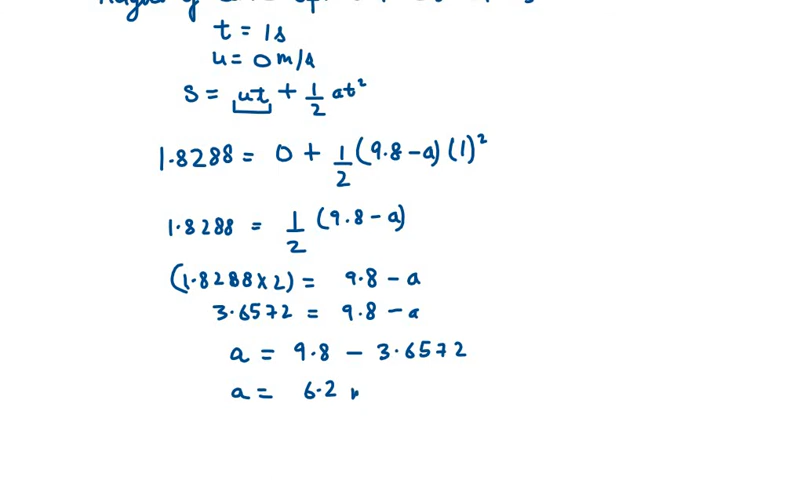 t = 1s
u = 0 m/s
S = ut + 1/2 at²
1.8288 = 0 + 1/2 (9.8 - a) (1)²
1.8288 = 1/2 (9.8 - a)
(1.8288 x 2) = 9.8 - a
3.6572 = 9.8 - a
a = 9.8 - 3.6572
a = 6.2